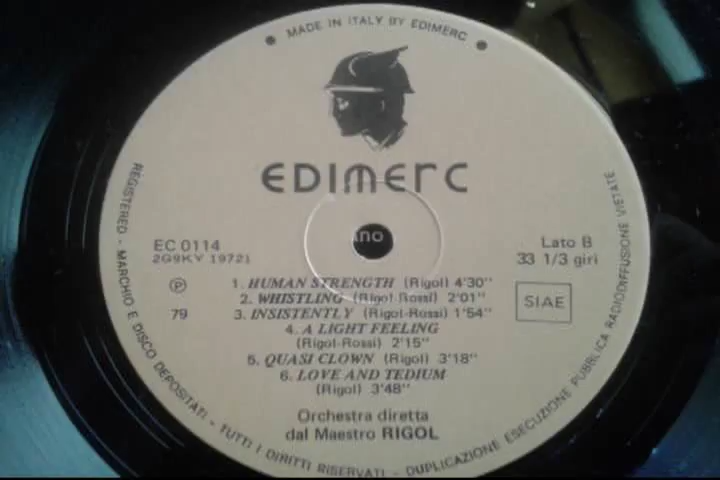 MADE IN ITALY BY EDIMERC
EDIMERC
EC 0114
2G9KY 19721
Lato B
33 1/3 giri
℗
79
SIAE
1. HUMAN STRENGTH (Rigol) 4'30''
2. WHISTLING (Rigol-Rossi) 2'01''
3. INSISTENTLY (Rigol-Rossi) 1'54''
4. A LIGHT FEELING
(Rigol-Rossi) 2'15''
5. QUASI CLOWN (Rigol) 3'18''
6. LOVE AND TEDIUM
(Rigol) 3'48''
Orchestra diretta
dal Maestro RIGOL
REGISTERED - MARCHIO E DISCO DEPOSITATI - TUTTI I DIRITTI RISERVATI - DUPLICAZIONE ESECUZIONE PUBBLICA RADIODIFFUSIONE VIETATE